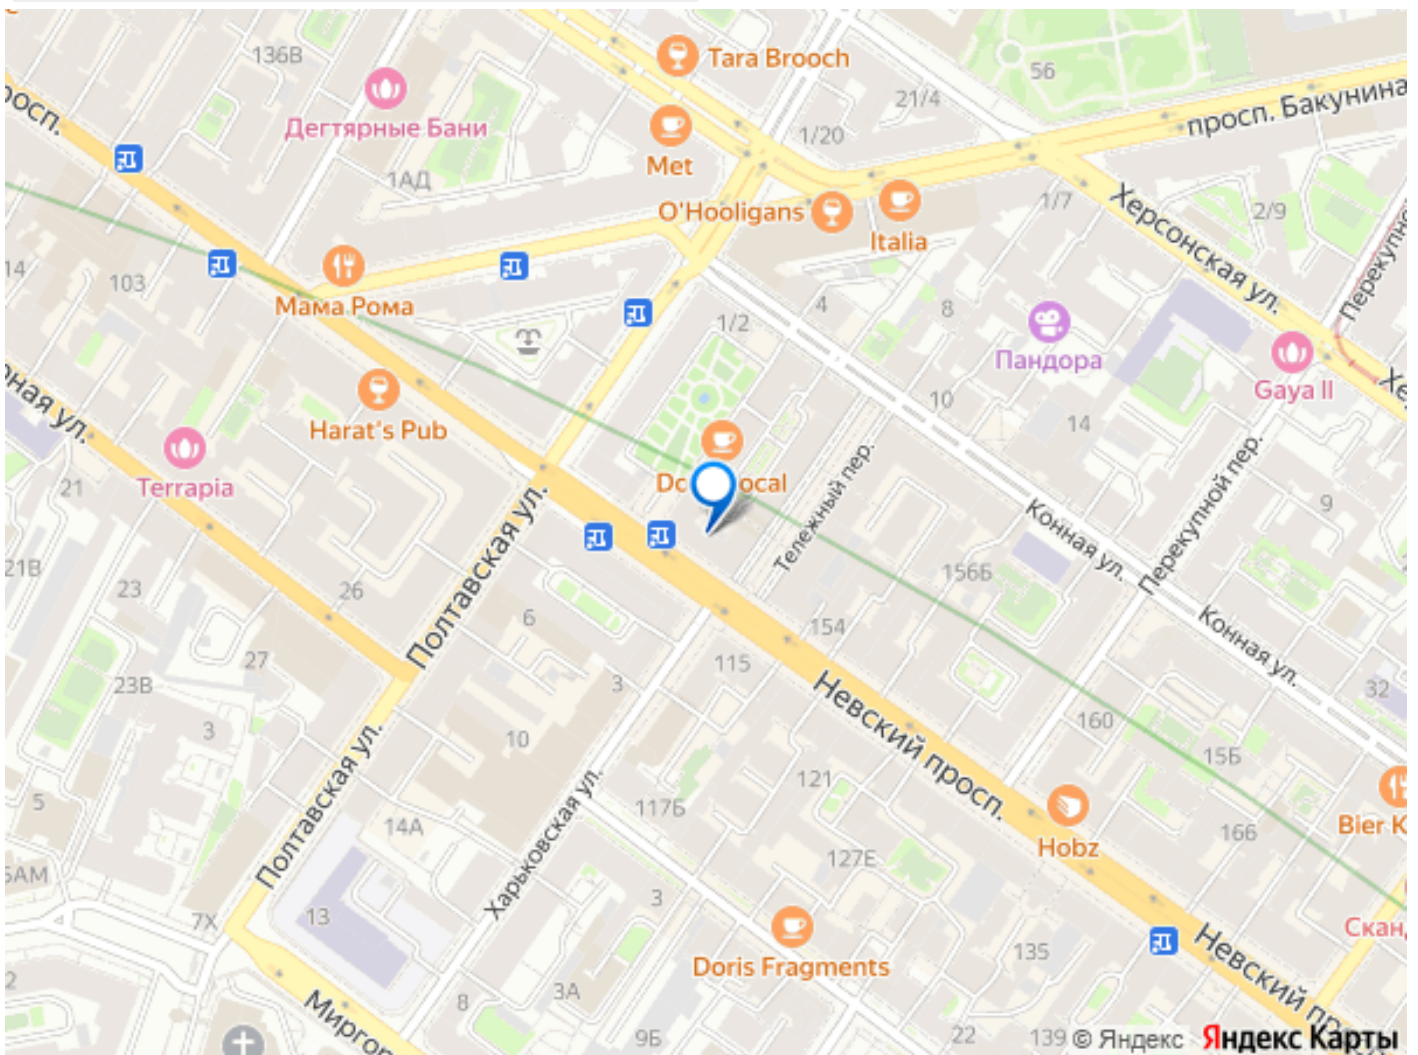 136В
Tara Brooch
56
21/4
просп. Бакунина
росп.
Дегтярные Бани
1/20
Met
1АД
O'Hooligans
Italia
1/7
Херсонская ул.
2/9
14
103
Мама Рома
1/2
4
8
Пандора
Gaya II
Harat's Pub
10
14
ная ул.
21
Terrapia
Тележный пер.
Конная ул.
Перекупной пер.
9
21В
23
26
Полтавская ул.
6
156Б
154
Конная ул.
27
23В
115
3
32
3
Невский просп.
160
15Б
10
121
5
Полтавская ул.
14А
Харьковская ул.
117Б
Hobz
166
Bier K
127Е
5АМ
7Х
13
3
Скан
Doris Fragments
135
Невский пр
2
8
3А
Миргор
9Б
22
139
© Яндекс Яндекс Карты